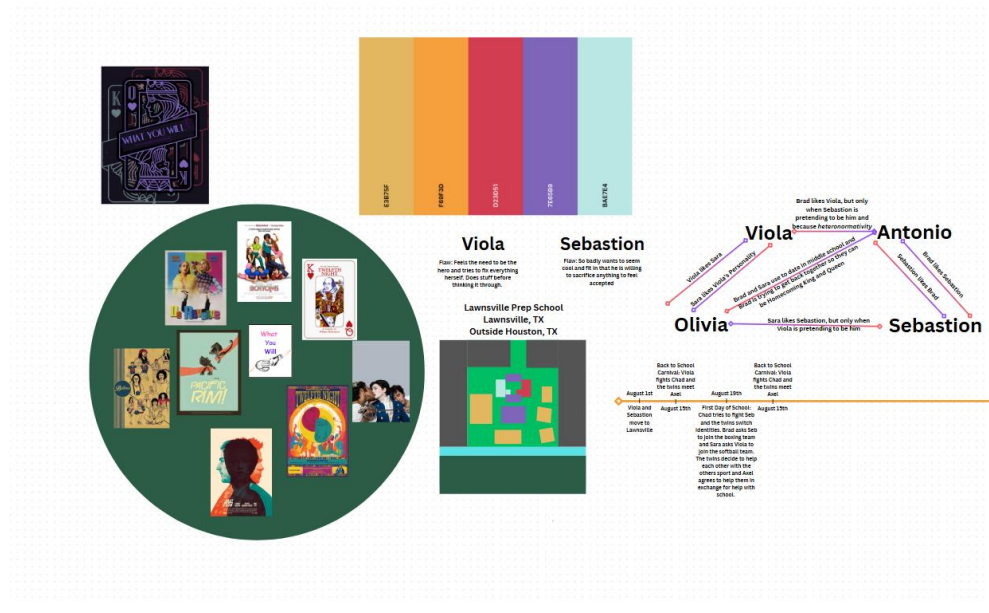 K
Q
WHAT YOU WILL
E3B75F
F89F3D
D23D51
7E65B8
BAE7E4
Viola
Flaw: Feels the need to be the
hero and tries to fix everything
herself. Does stuff before
thinking it through.
Sebastion
Flaw: So badly wants to seem
cool and fit in that he is willing
to sacrifice anything to feel
accepted
Lawnsville Prep School
Lawnsville, TX
Outside Houston, TX
BOTTOMS
K
TWELFTH
NIGHT
What
You
Will
PACIFIC
RIM!
TWELFTH NIGHT
Brad likes Viola, but only
when Sebastion is
pretending to be him and
because heteronormativity
Viola
Antonio
Viola likes Sara
Sara likes Viola's Personality
Brad and Sara use to date in middle school and
Brad is trying to get back together so they can
be Homecoming King and Queen
Brad likes Sebastion
Sebastion likes Brad
Olivia
Sara likes Sebastion, but only when
Viola is pretending to be him
Sebastion
August 1st
Viola and
Sebastion
move to
Lawnsville
Back to School
Carnival: Viola
fights Chad and
the twins meet
Axel
August 15th
August 19th
First Day of School:
Chad tries to fight Seb
and the twins switch
identities. Brad asks Seb
to join the boxing team
and Sara asks Viola to
join the softball team.
The twins decide to help
each other with the
others sport and Axel
agrees to help them in
exchange for help with
school.
Back to School
Carnival: Viola
fights Chad and
the twins meet
Axel
August 15th